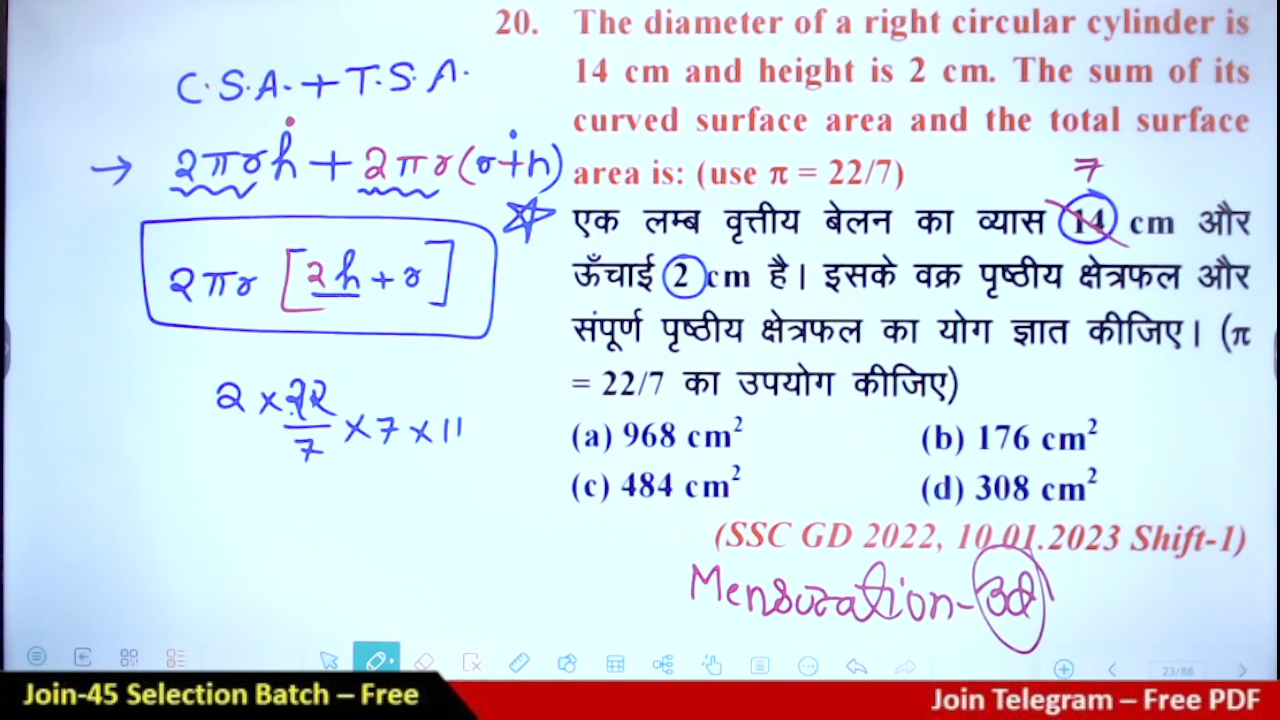 C.S.A. + T.S.A.
→ 2πrh + 2πr(r+h)
2πr [2h + r]
2 × 22/7 × 7 × 11
20. The diameter of a right circular cylinder is
14 cm and height is 2 cm. The sum of its
curved surface area and the total surface
area is: (use π = 22/7)
7
एक लम्ब वृत्तीय बेलन का व्यास 14 cm और
ऊँचाई 2 cm है। इसके वक्र पृष्ठीय क्षेत्रफल और
संपूर्ण पृष्ठीय क्षेत्रफल का योग ज्ञात कीजिए। (π
= 22/7 का उपयोग कीजिए)
(a) 968 cm² (b) 176 cm²
(c) 484 cm² (d) 308 cm²
(SSC GD 2022, 10.01.2023 Shift-1)
Mensuration-3d
23/88
Join-45 Selection Batch – Free
Join Telegram – Free PDF